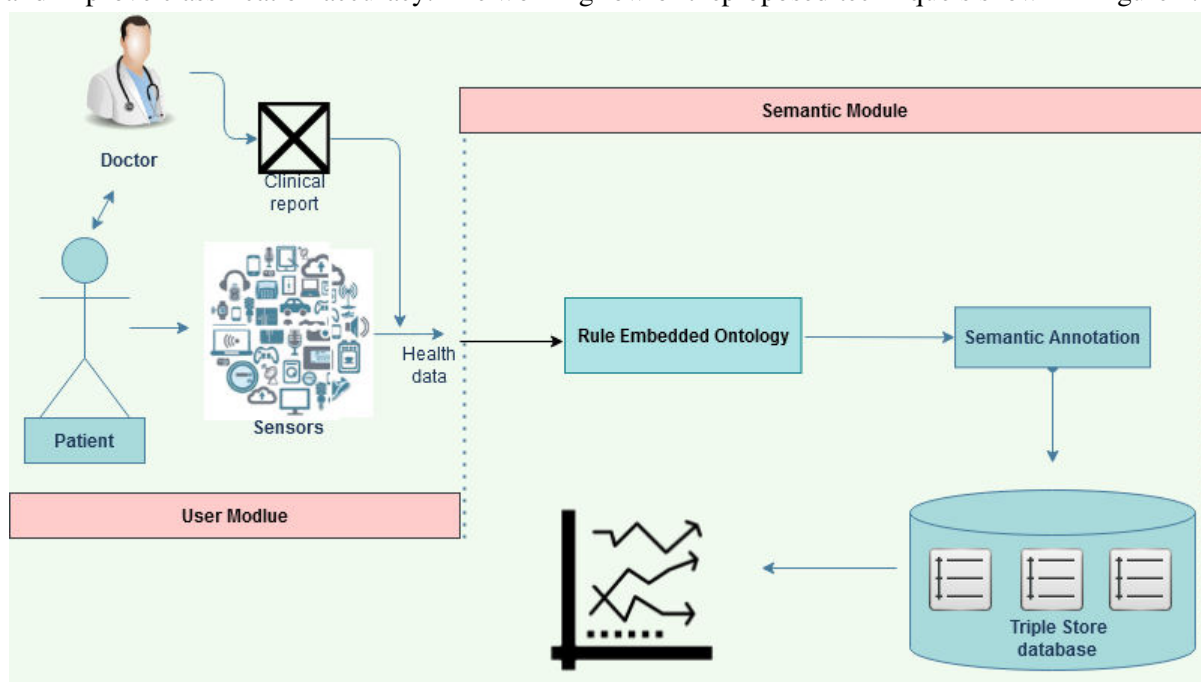 Semantic Module
Doctor
Clinical
report
Rule Embedded Ontology
Semantic Annotation
Health
data
Sensors
Patient
User Modlue
Triple Store
database